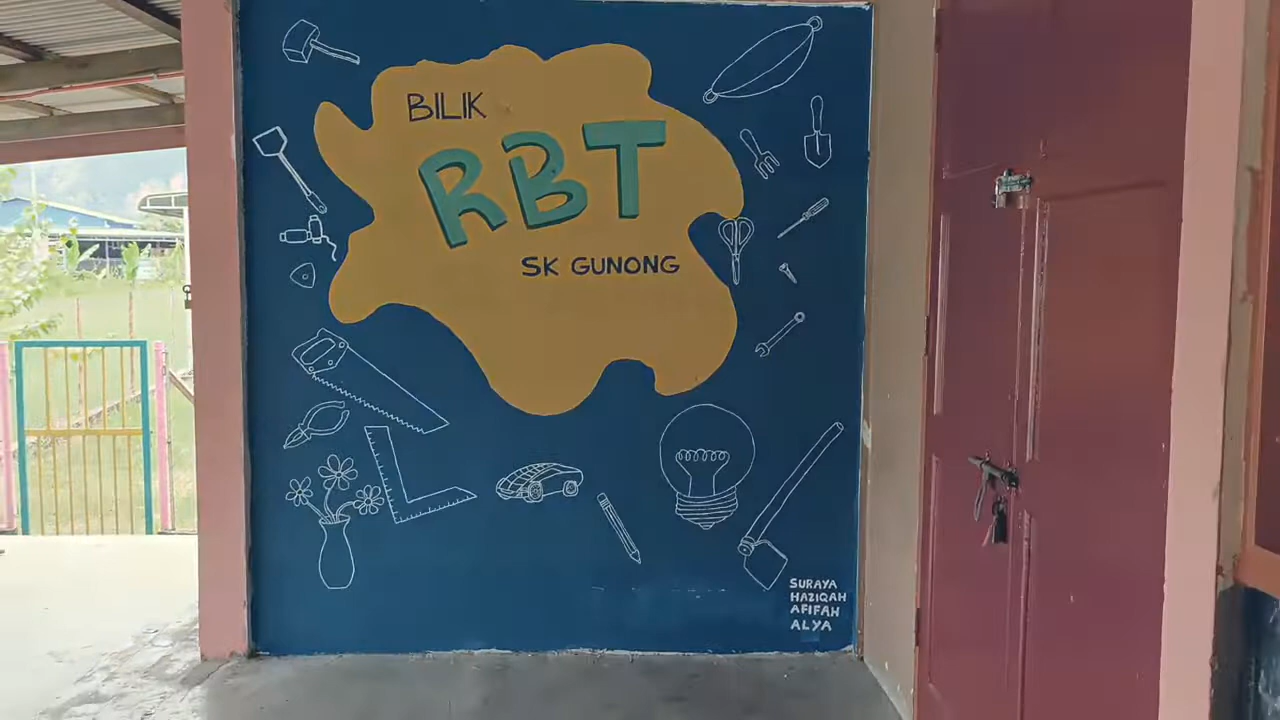 BILIK
RBT
SK GUNONG
SURAYA
HAZIQAH
AFIFAH
ALYA